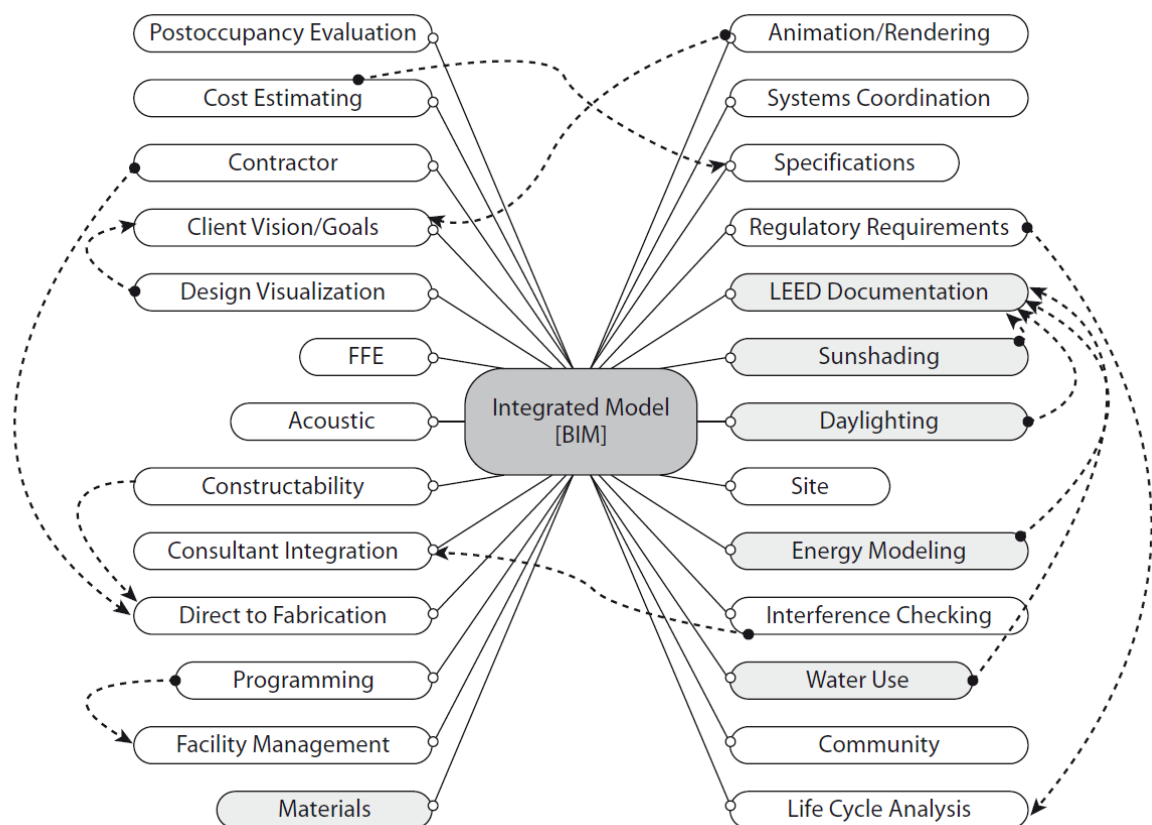 Postoccupancy Evaluation
Animation/Rendering
Cost Estimating
Systems Coordination
Contractor
Specifications
Client Vision/Goals
Regulatory Requirements
Design Visualization
LEED Documentation
FFE
Sunshading
Integrated Model
[BIM]
Acoustic
Daylighting
Constructability
Site
Consultant Integration
Energy Modeling
Direct to Fabrication
Interference Checking
Programming
Water Use
Facility Management
Community
Materials
Life Cycle Analysis